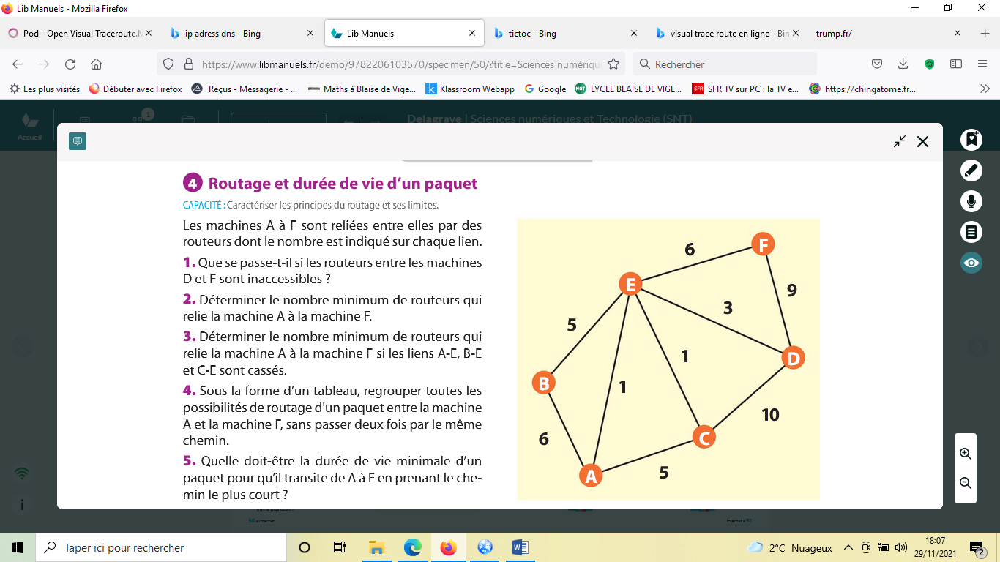 Lib Manuels - Mozilla Firefox
Pod - Open Visual Traceroute.M
ip adress dns - Bing
Lib Manuels
tictoc - Bing
visual trace route en ligne - Bin
trump.fr/
https://www.libmanuels.fr/demo/9782206103570/specimen/50/?title=Sciences numériqu
Rechercher
Les plus visités
Débuter avec Firefox
Reçus - Messagerie - ...
Maths à Blaise de Vige...
Klassroom Webapp
Google
LYCEE BLAISE DE VIGE...
SFR TV sur PC : la TV e...
https://chingatome.fr...
Accueil
1
Delagrave | Sciences numériques et Technologie (SNT)
4 Routage et durée de vie d'un paquet
CAPACITÉ : Caractériser les principes du routage et ses limites.
Les machines A à F sont reliées entre elles par des
routeurs dont le nombre est indiqué sur chaque lien.
1. Que se passe-t-il si les routeurs entre les machines
D et F sont inaccessibles ?
2. Déterminer le nombre minimum de routeurs qui
relie la machine A à la machine F.
3. Déterminer le nombre minimum de routeurs qui
relie la machine A à la machine F si les liens A-E, B-E
et C-E sont cassés.
4. Sous la forme d'un tableau, regrouper toutes les
possibilités de routage d'un paquet entre la machine
A et la machine F, sans passer deux fois par le même
chemin.
5. Quelle doit-être la durée de vie minimale d'un
paquet pour qu'il transite de A à F en prenant le che-
min le plus court ?
F
6
E
9
3
5
D
1
B
1
10
C
6
5
A
Taper ici pour rechercher
2°C Nuageux
18:07
29/11/2021
2